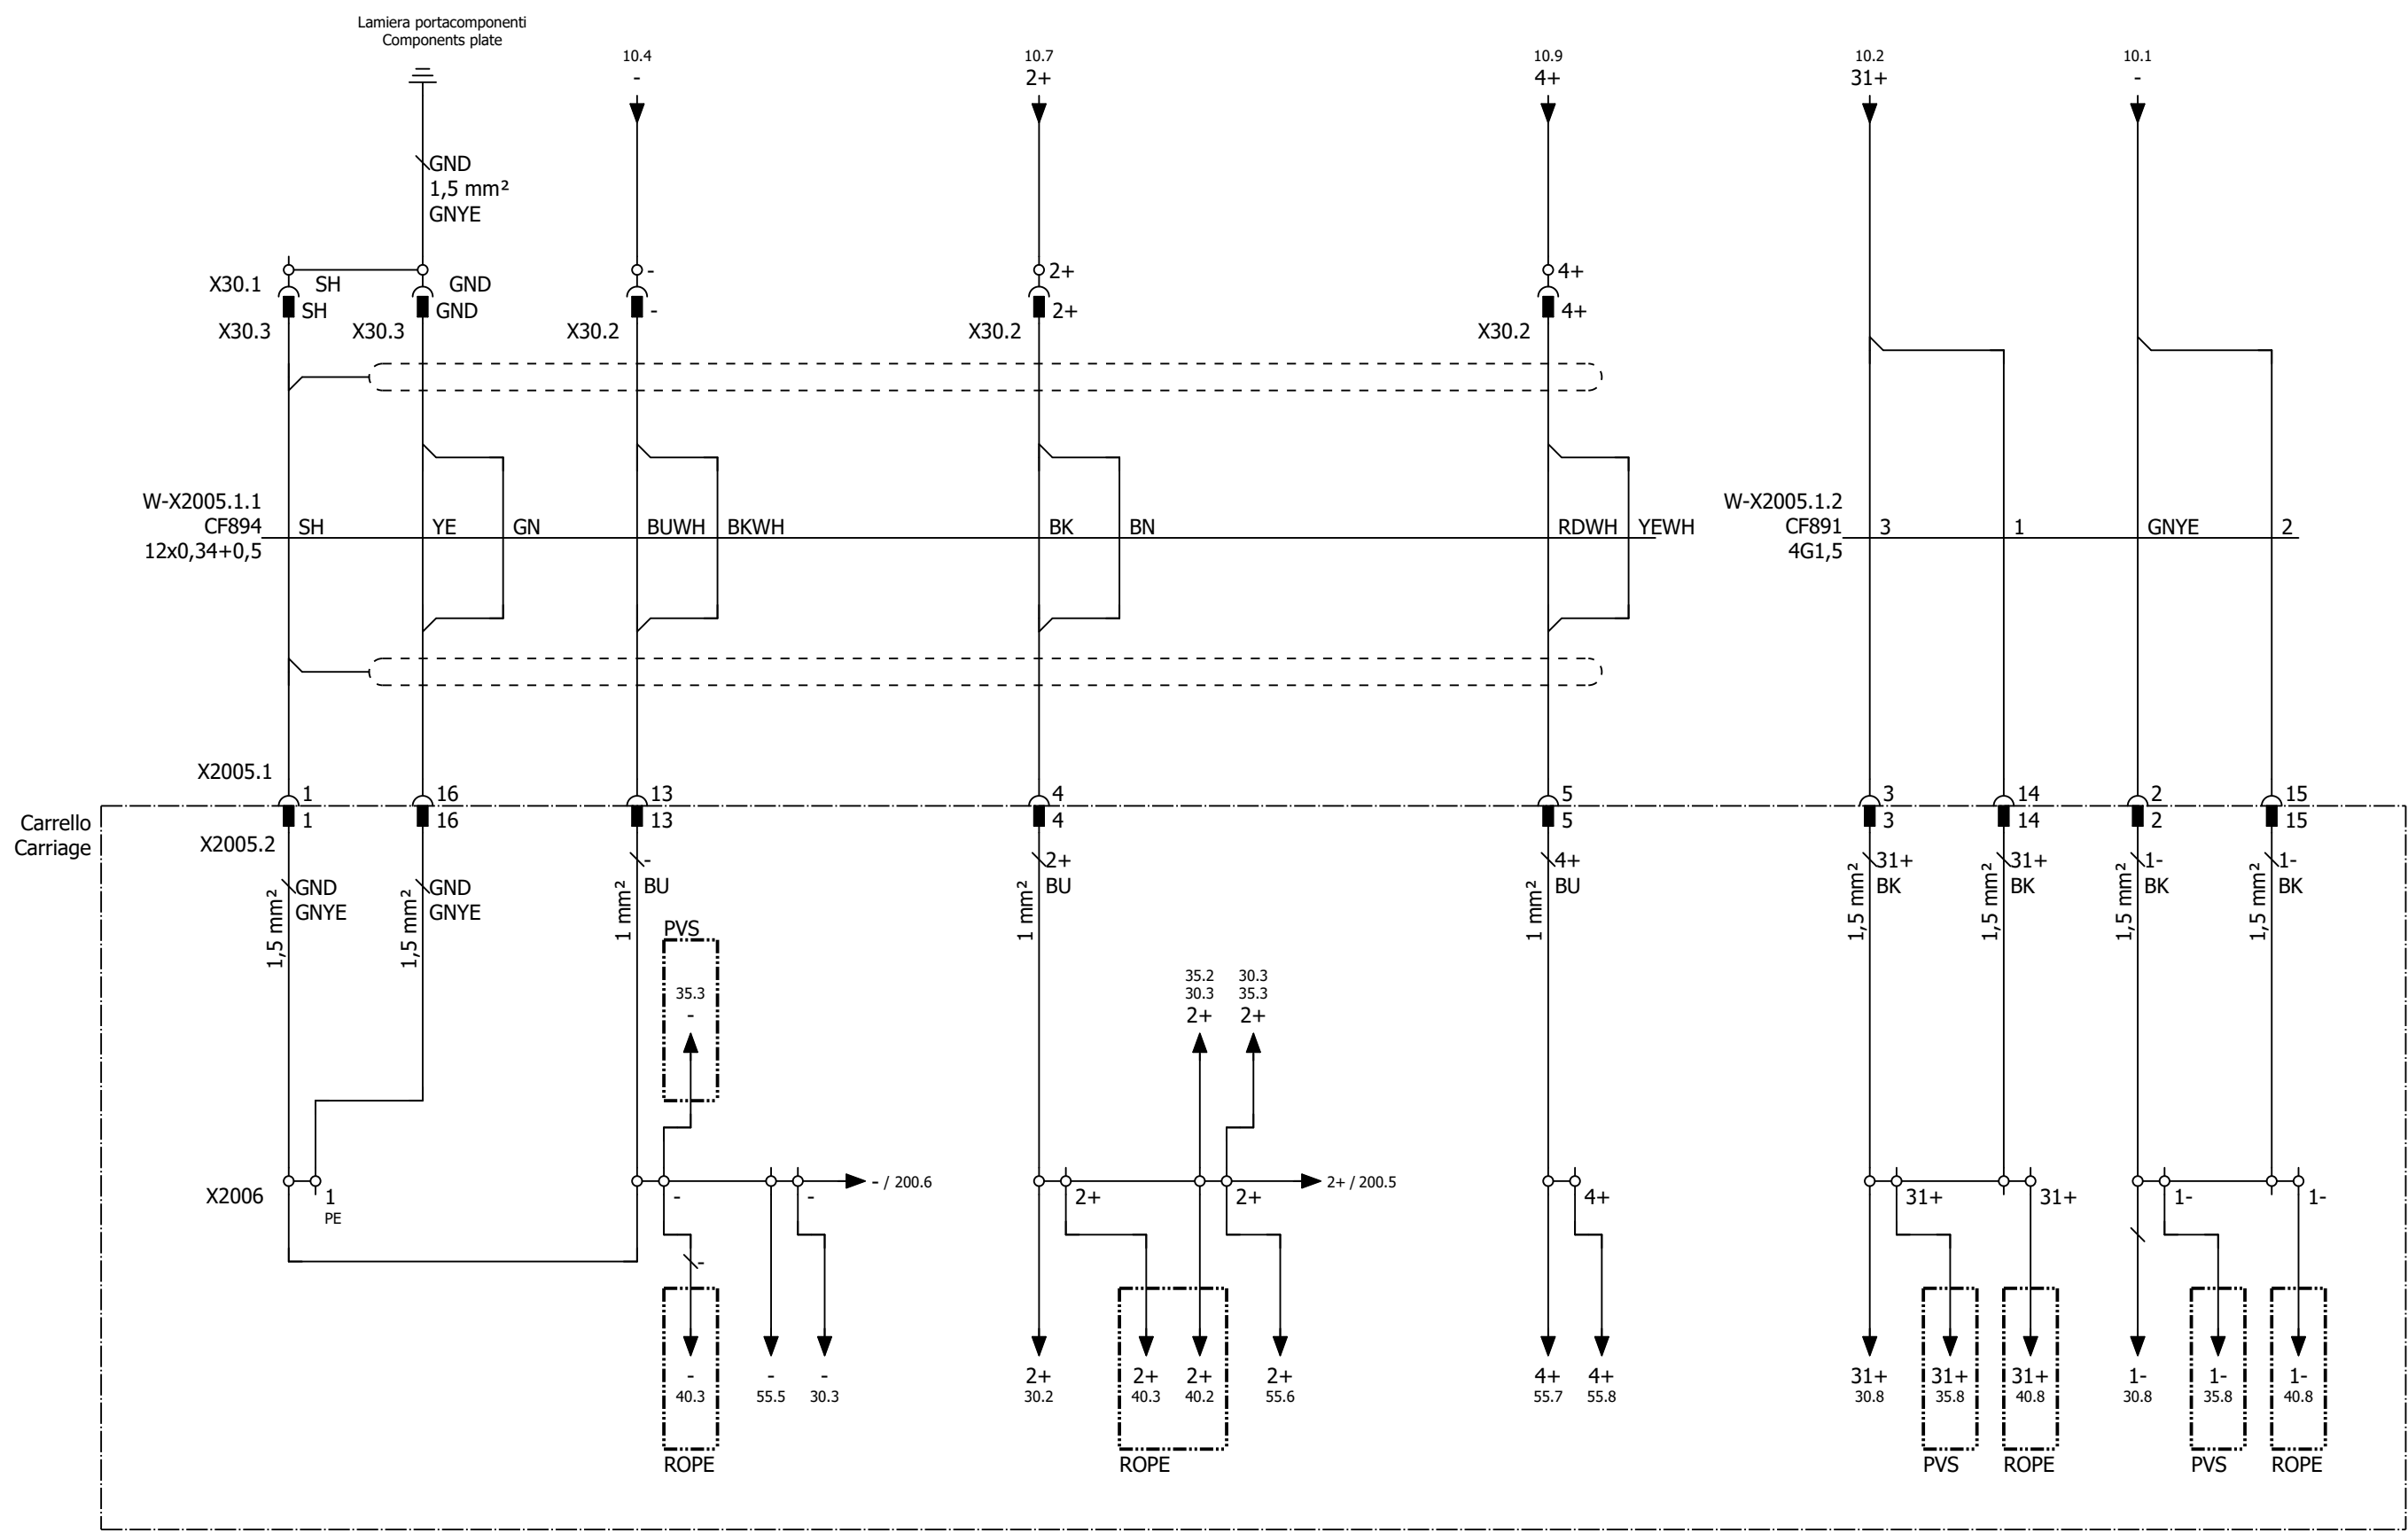 Lamiera portacomponenti
Components plate
10.4
-
10.7
2+
10.9
4+
10.2
31+
10.1
-
GND
1,5 mm²
GNYE
X30.1
SH
GND
-
2+
4+
SH
GND
-
2+
4+
X30.3
X30.3
X30.2
X30.2
X30.2
W-X2005.1.1
CF894
12x0,34+0,5
SH
YE
GN
BUWH
BKWH
BK
BN
RDWH
YEWH
W-X2005.1.2
CF891
4G1,5
3
1
GNYE
2
X2005.1
1
16
13
4
5
3
14
2
15
Carrello
Carriage
1
16
13
4
5
3
14
2
15
X2005.2
GND
GNYE
1,5 mm²
GND
GNYE
1,5 mm²
-
BU
1 mm²
2+
BU
1 mm²
4+
BU
1 mm²
31+
BK
1,5 mm²
31+
BK
1,5 mm²
1-
BK
1,5 mm²
1-
BK
1,5 mm²
PVS
35.3
-
35.2
30.3
2+
30.3
35.3
2+
X2006
1
PE
-
-
- / 200.6
2+
2+
2+ / 200.5
4+
31+
31+
1-
1-
-
-
40.3
-
55.5
-
30.3
2+
30.2
2+
40.3
2+
40.2
2+
55.6
4+
55.7
4+
55.8
31+
30.8
31+
35.8
31+
40.8
1-
30.8
1-
35.8
1-
40.8
ROPE
ROPE
PVS
ROPE
PVS
ROPE